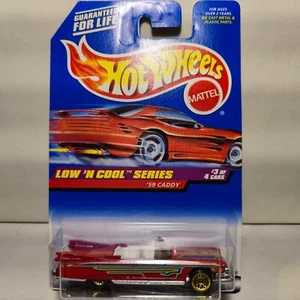 GUARANTEED
FOR LIFE
FOR AGES
OVER 3 YEARS.
DIE CAST METAL &
PLASTIC PARTS.
HOT WHEELS
MATTEL
LOW 'N COOL™ SERIES
'59 CADDY
#3 OF
4 CARS